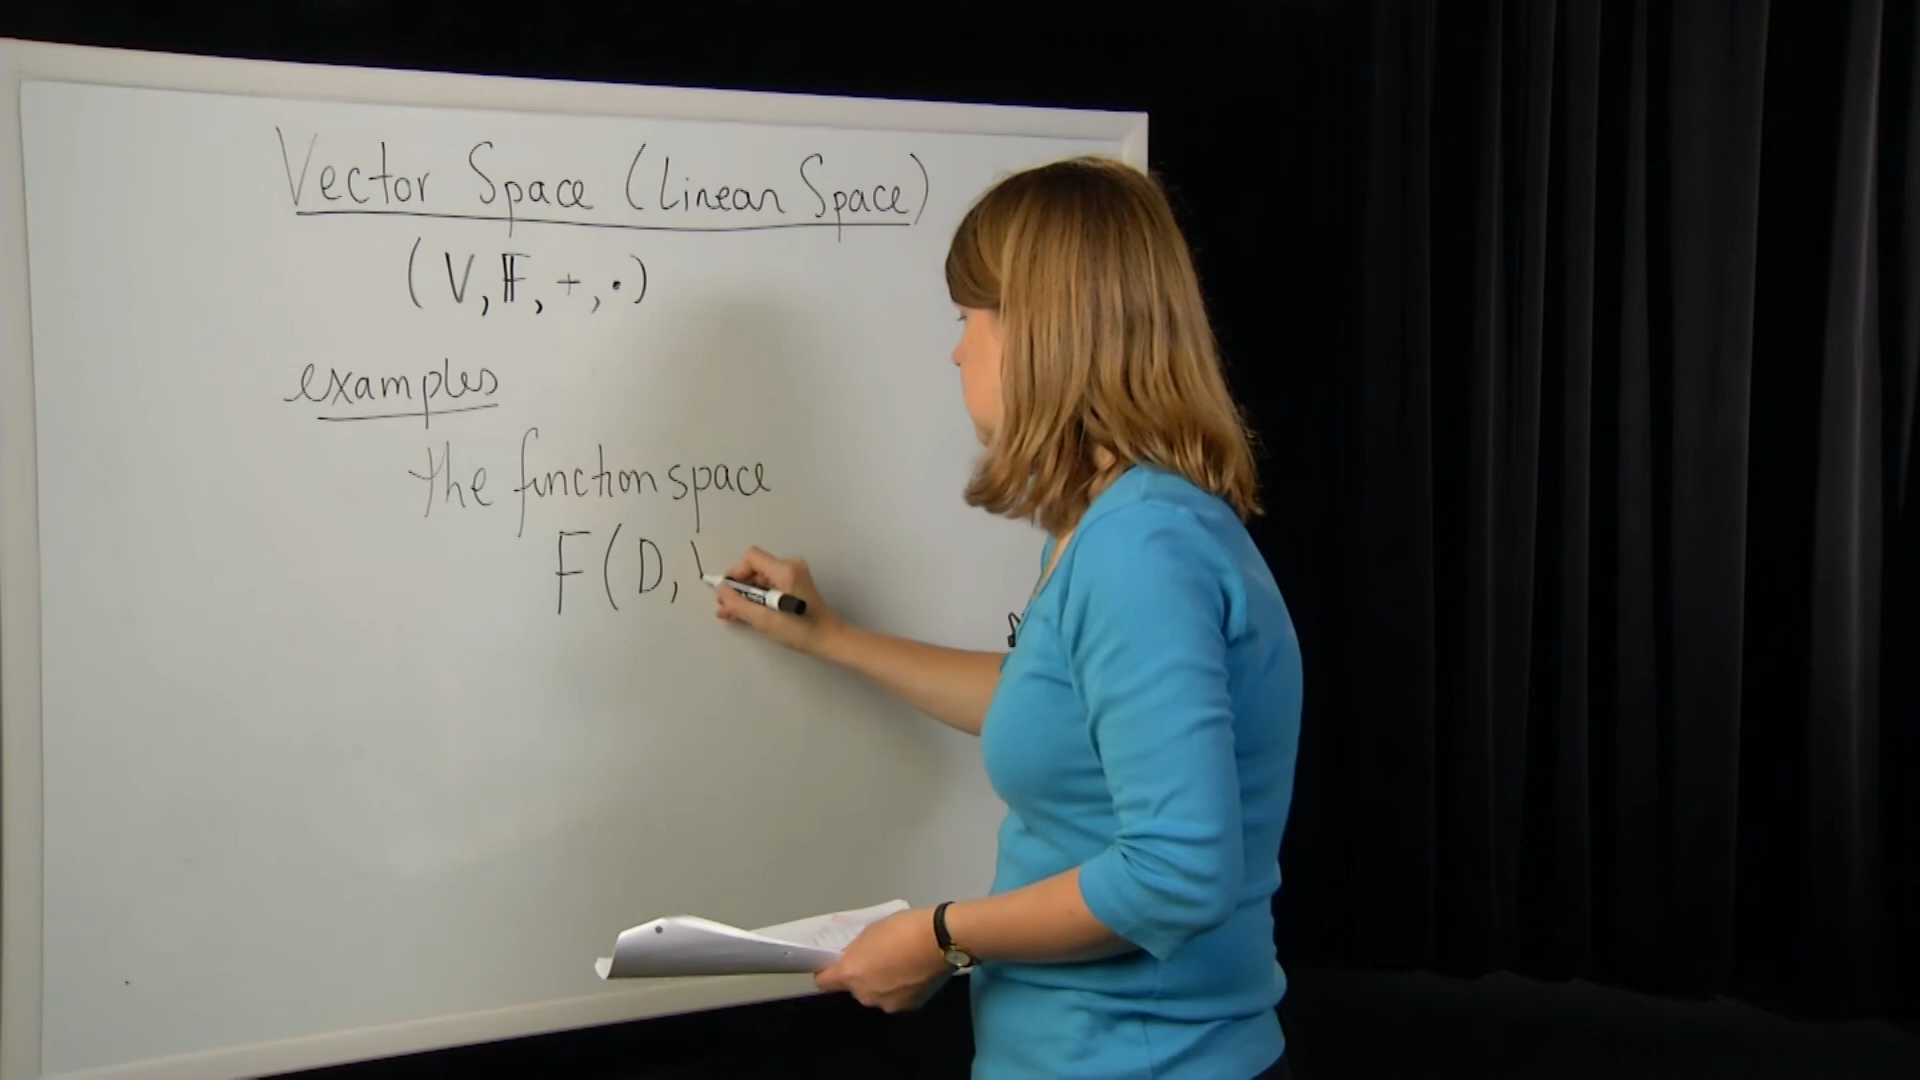 Vector Space (Linear Space)
(V, 𝔽, +, ·)
examples
the function space
F(D,